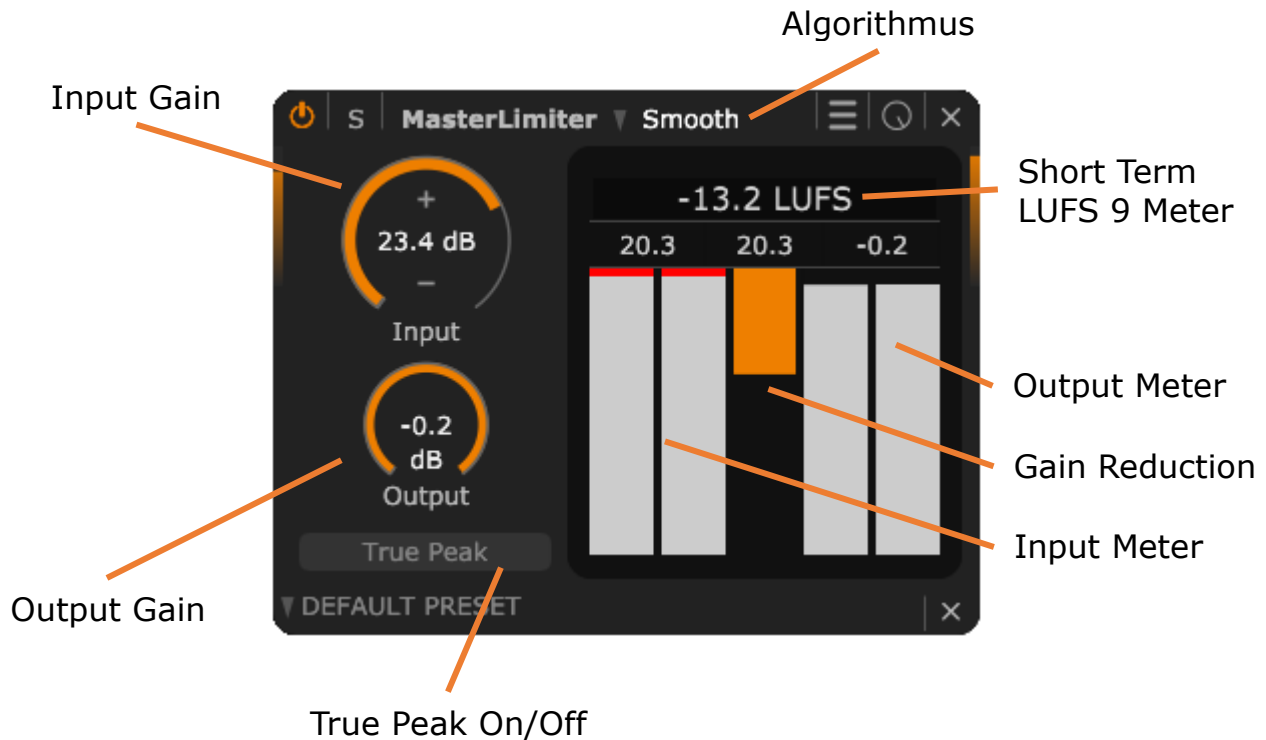 Algorithmus
Input Gain
S MasterLimiter Smooth
Short Term
LUFS 9 Meter
-13.2 LUFS
+
23.4 dB
−
20.3 20.3 -0.2
Input
Output Meter
-0.2
dB
Output
Gain Reduction
True Peak
Input Meter
Output Gain
DEFAULT PRESET
True Peak On/Off